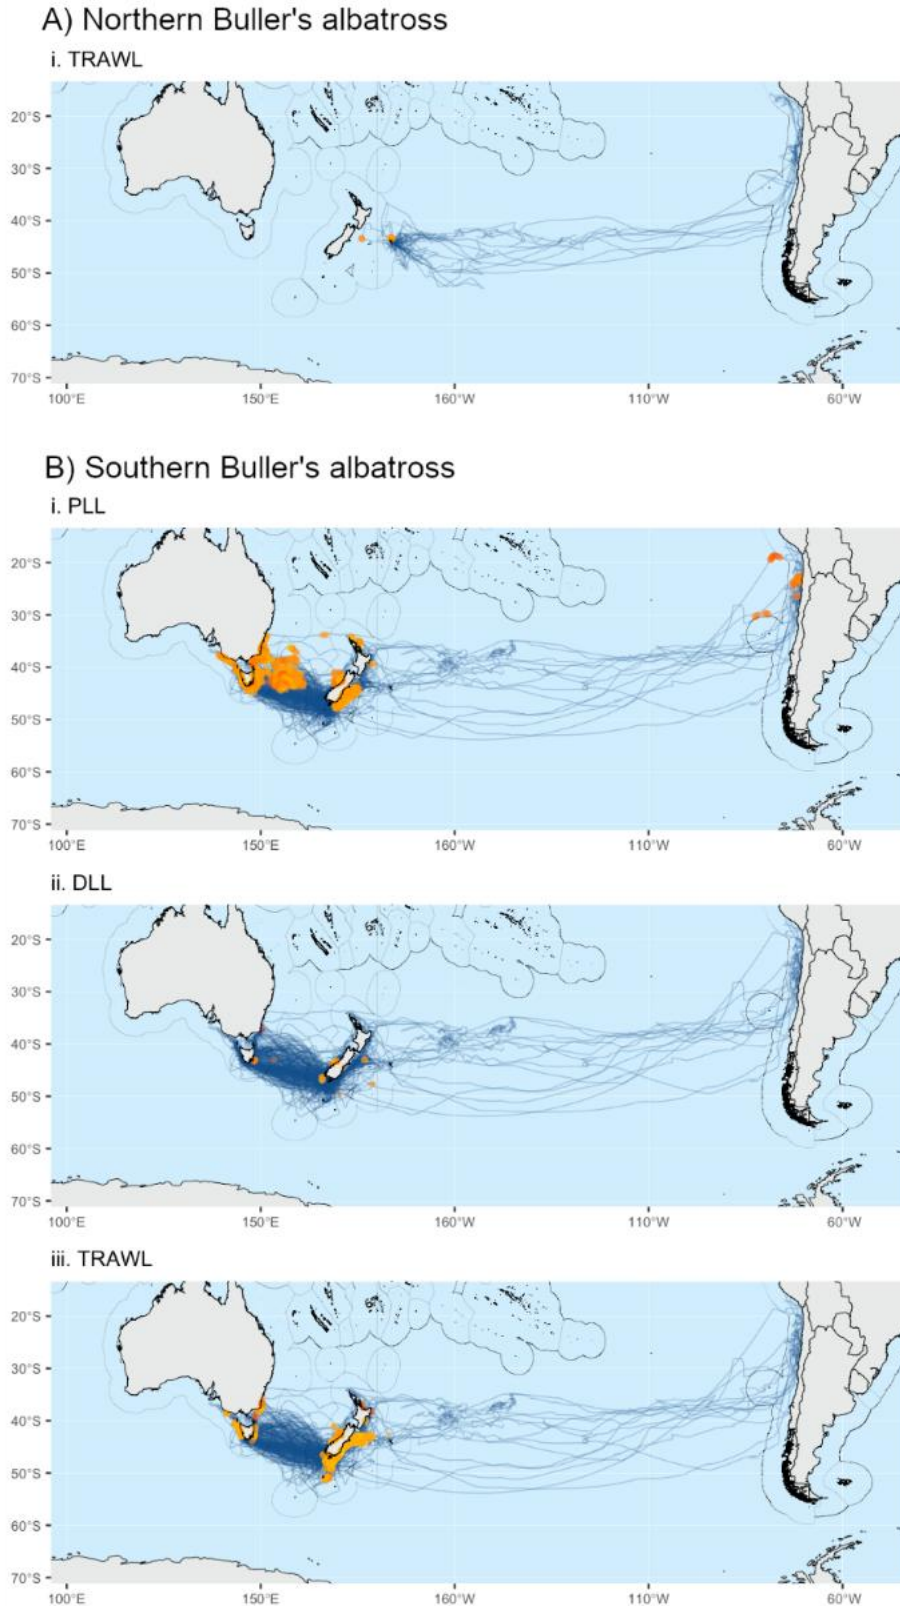 A) Northern Buller's albatross
i. TRAWL
20°S
30°S
40°S
50°S
60°S
70°S
100°E 150°E 160°W 110°W 60°W
B) Southern Buller's albatross
i. PLL
20°S
30°S
40°S
50°S
60°S
70°S
100°E 150°E 160°W 110°W 60°W
ii. DLL
20°S
30°S
40°S
50°S
60°S
70°S
100°E 150°E 160°W 110°W 60°W
iii. TRAWL
20°S
30°S
40°S
50°S
60°S
70°S
100°E 150°E 160°W 110°W 60°W